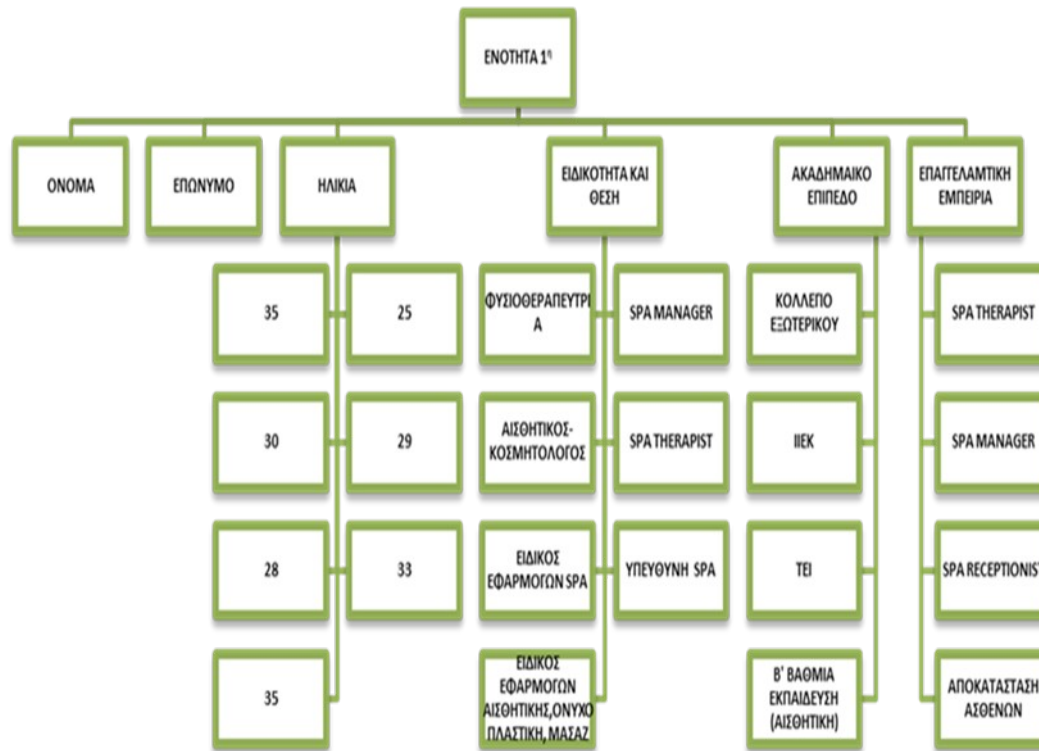 ΕΝΟΤΗΤΑ 1η
ΟΝΟΜΑ
ΕΠΩΝΥΜΟ
ΗΛΙΚΙΑ
ΕΙΔΙΚΟΤΗΤΑ ΚΑΙ
ΘΕΣΗ
ΑΚΑΔΗΜΑΙΚΟ
ΕΠΙΠΕΔΟ
ΕΠΑΓΓΕΛΑΜΤΙΚΗ
ΕΜΠΕΙΡΙΑ
35
25
30
29
28
33
35
ΦΥΣΙΟΘΕΡΑΠΕΥΤΡΙ
Α
SPA MANAGER
ΑΙΣΘΗΤΙΚΟΣ-
ΚΟΣΜΗΤΟΛΟΓΟΣ
SPA THERAPIST
ΕΙΔΙΚΟΣ
ΕΦΑΡΜΟΓΩΝ SPA
ΥΠΕΥΘΥΝΗ SPA
ΕΙΔΙΚΟΣ
ΕΦΑΡΜΟΓΩΝ
ΑΙΣΘΗΤΙΚΗΣ,ΟΝΥΧΟ
ΠΛΑΣΤΙΚΗ, ΜΑΣΑΖ
ΚΟΛΛΕΠΟ
ΕΞΩΤΕΡΙΚΟΥ
ΙΙΕΚ
ΤΕΙ
Β' ΒΑΘΜΙΑ
ΕΚΠΑΙΔΕΥΣΗ
(ΑΙΣΘΗΤΙΚΗ)
SPA THERAPIST
SPA MANAGER
SPA RECEPTIONIST
ΑΠΟΚΑΤΑΣΤΑΣΗ
ΑΣΘΕΝΩΝ